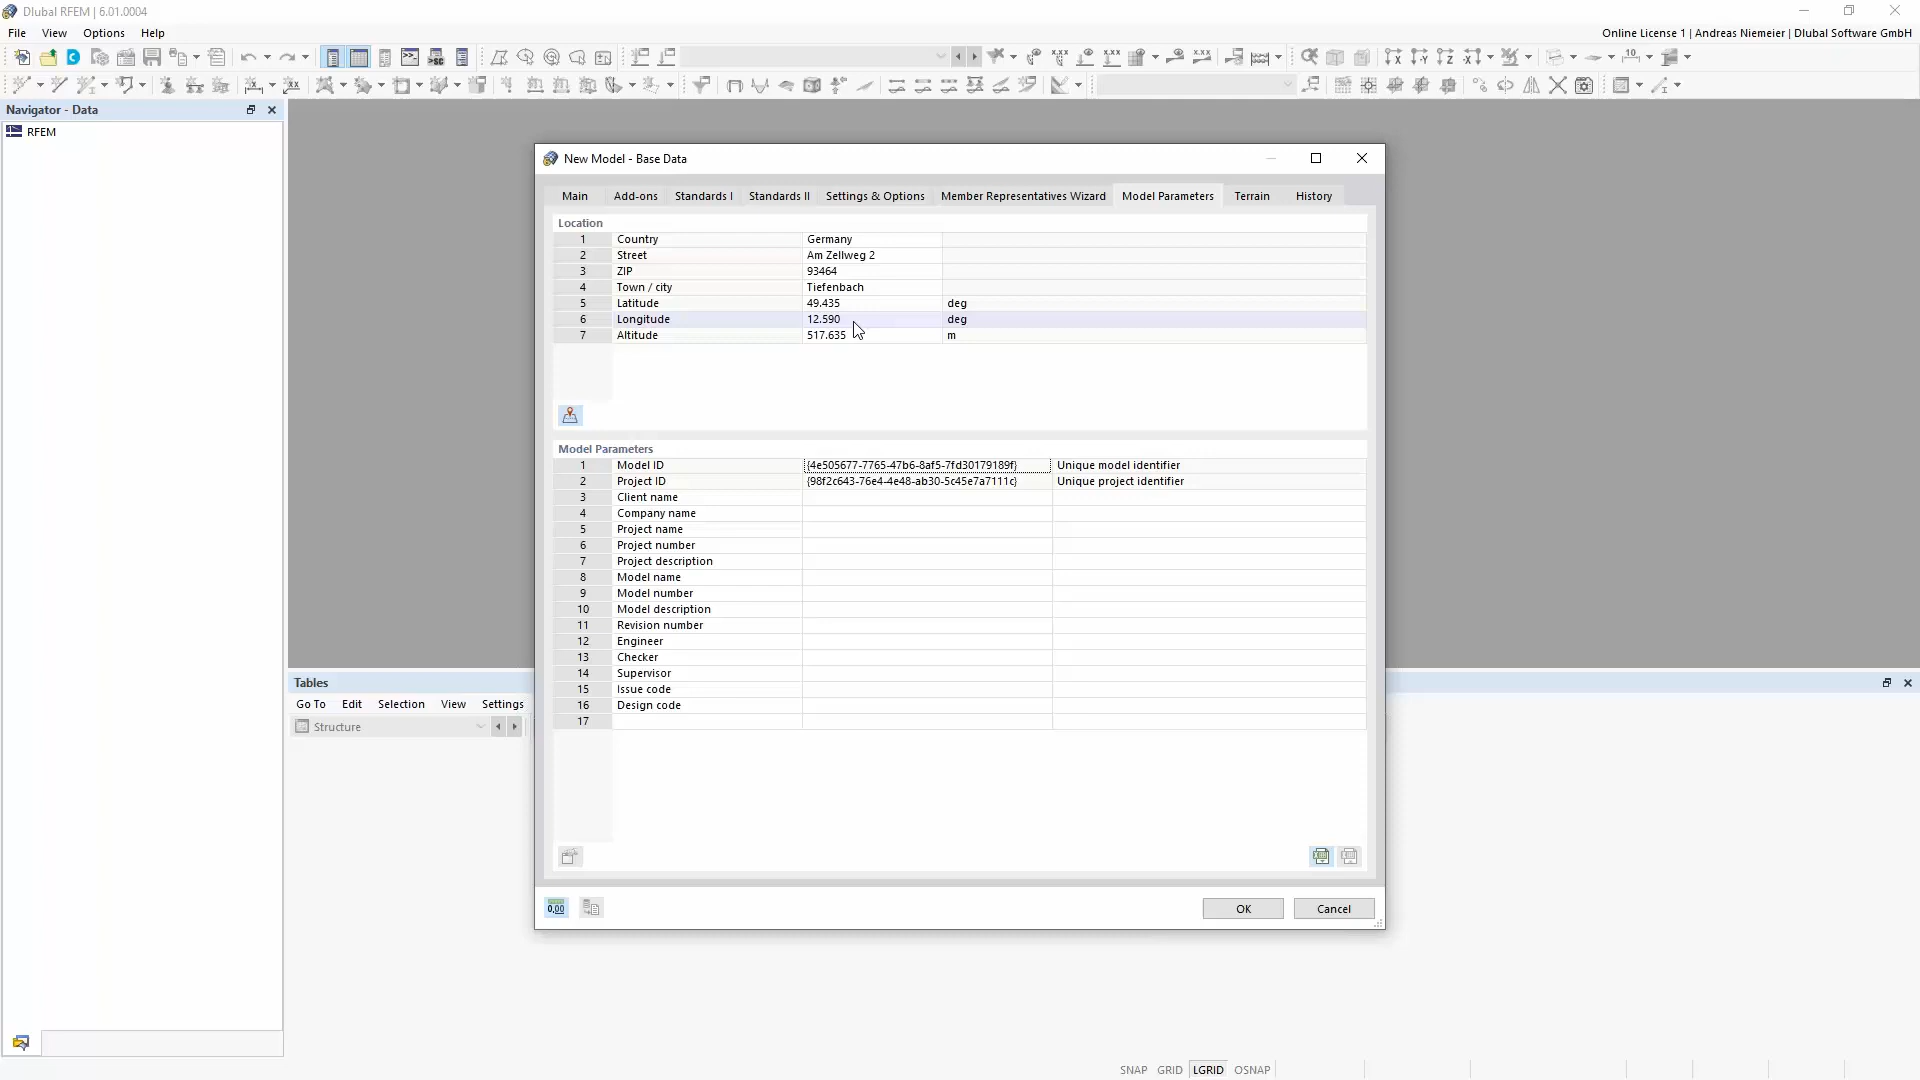 Dlubal RFEM | 6.01.0004
File View Options Help
Online License 1 | Andreas Niemeier | Dlubal Software GmbH
Navigator - Data
RFEM
New Model - Base Data
Main Add-ons Standards I Standards II Settings & Options Member Representatives Wizard Model Parameters Terrain History
Location
1 Country Germany
2 Street Am Zellweg 2
3 ZIP 93464
4 Town / city Tiefenbach
5 Latitude 49.435 deg
6 Longitude 12.590 deg
7 Altitude 517.635 m
Model Parameters
1 Model ID {4e505677-7765-47b6-8af5-7fd30179189f} Unique model identifier
2 Project ID {98f2c643-76e4-4e48-ab30-5c45e7a7111c} Unique project identifier
3 Client name
4 Company name
5 Project name
6 Project number
7 Project description
8 Model name
9 Model number
10 Model description
11 Revision number
12 Engineer
13 Checker
14 Supervisor
15 Issue code
16 Design code
17
Tables
Go To Edit Selection View Settings
Structure
0,00
OK Cancel
SNAP GRID LGRID OSNAP